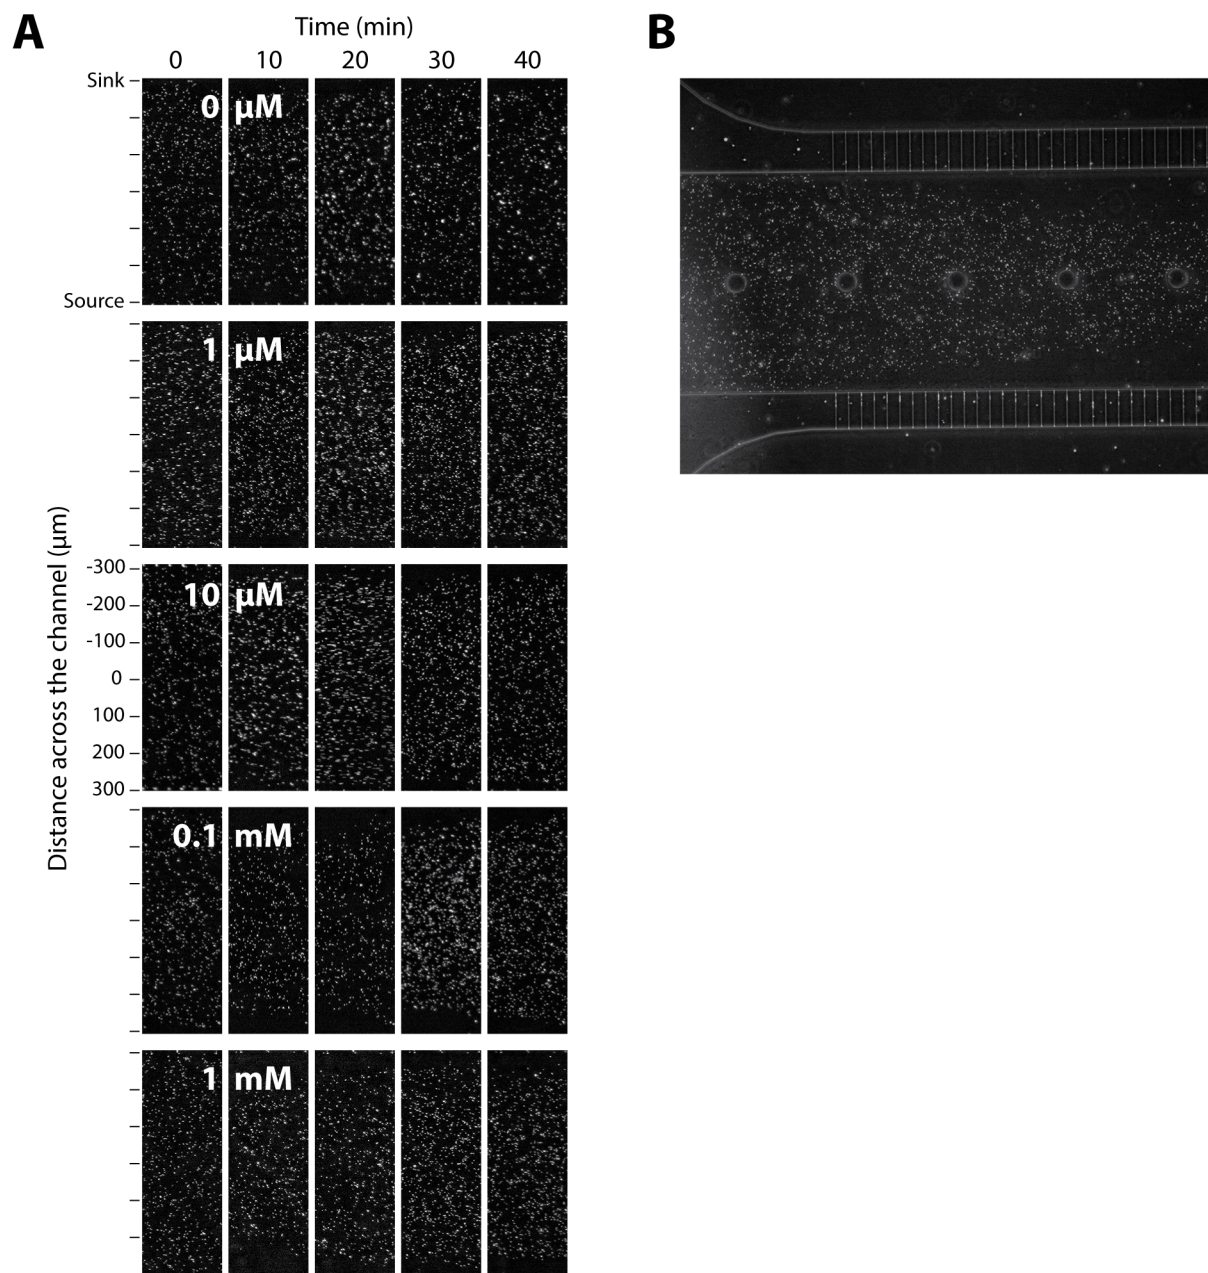 A
B
Time (min)
0 10 20 30 40
Sink
0 µM
Source
1 µM
Distance across the channel (µm)
-300
10 µM
-200
-100
0
100
200
300
0.1 mM
1 mM